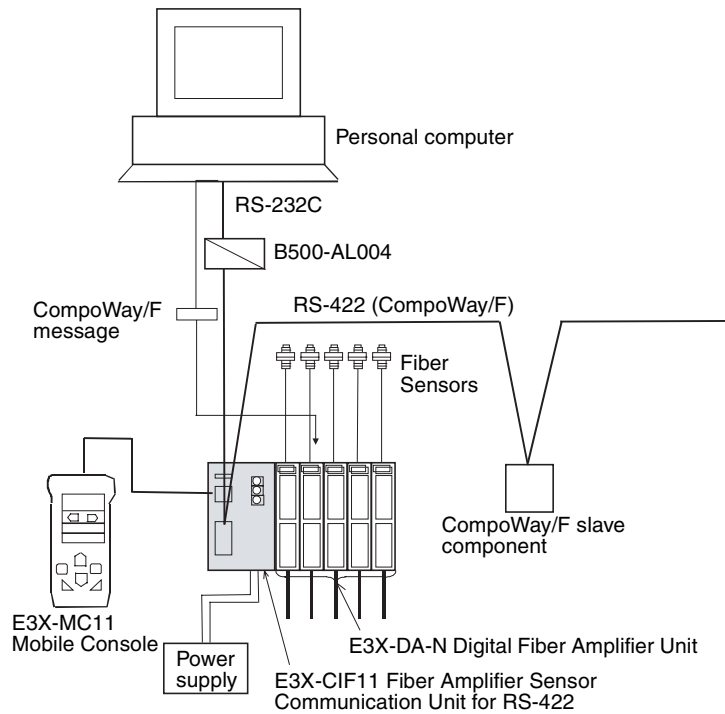 Personal computer
RS-232C
B500-AL004
CompoWay/F
message
RS-422 (CompoWay/F)
Fiber
Sensors
CompoWay/F slave
component
E3X-MC11
Mobile Console
Power
supply
E3X-DA-N Digital Fiber Amplifier Unit
E3X-CIF11 Fiber Amplifier Sensor
Communication Unit for RS-422